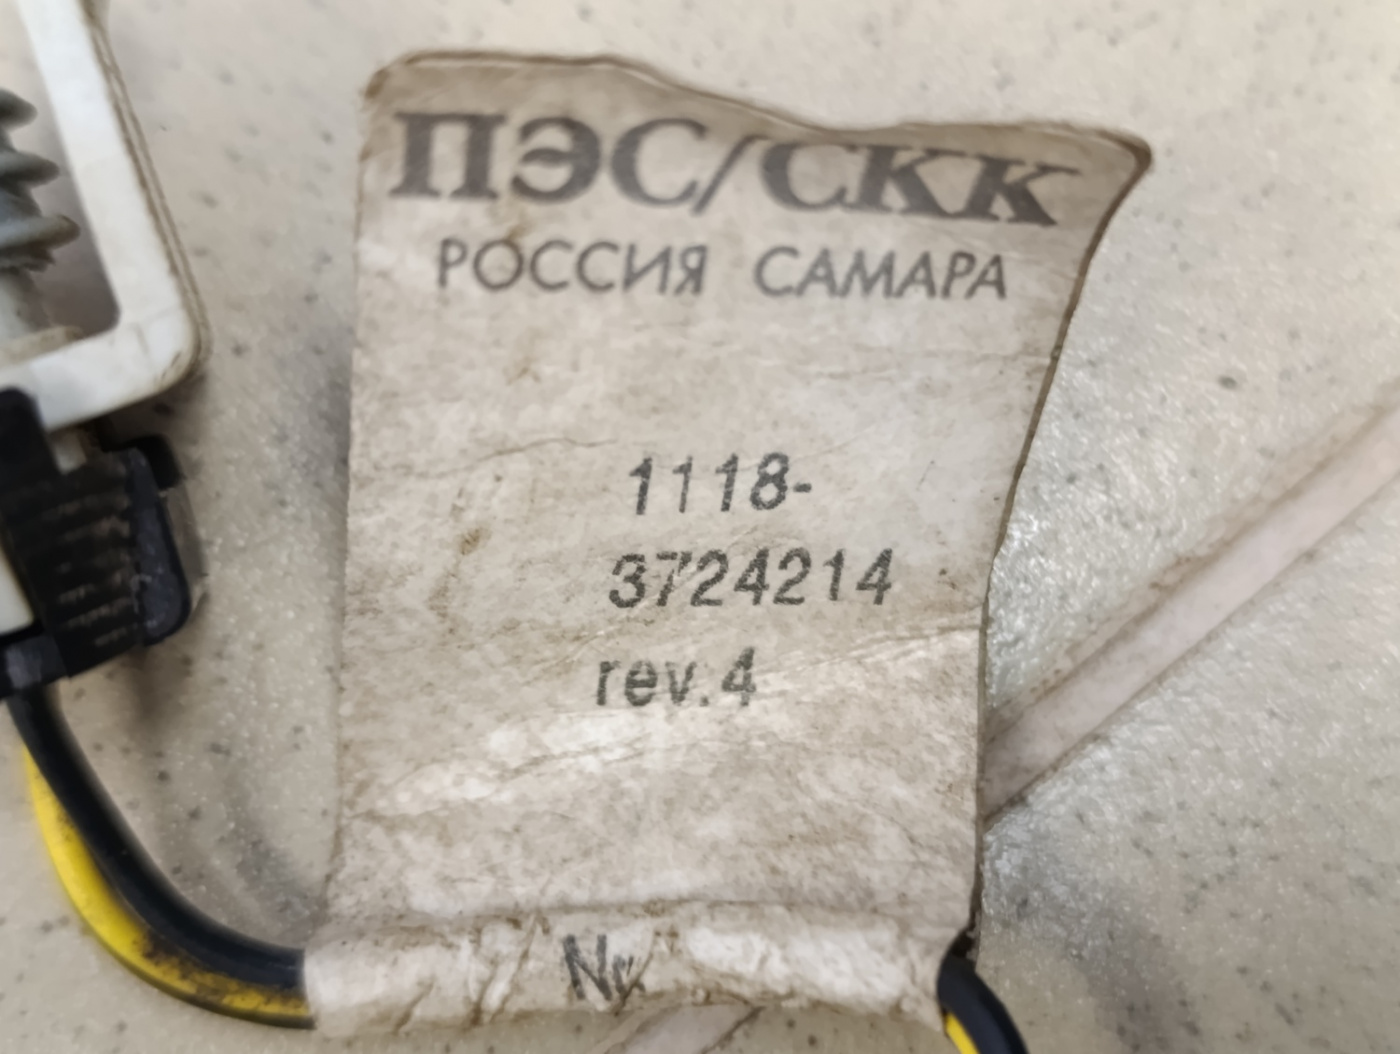 ПЭС/СКК
РОССИЯ САМАРА
1118-
3724214
rev.4